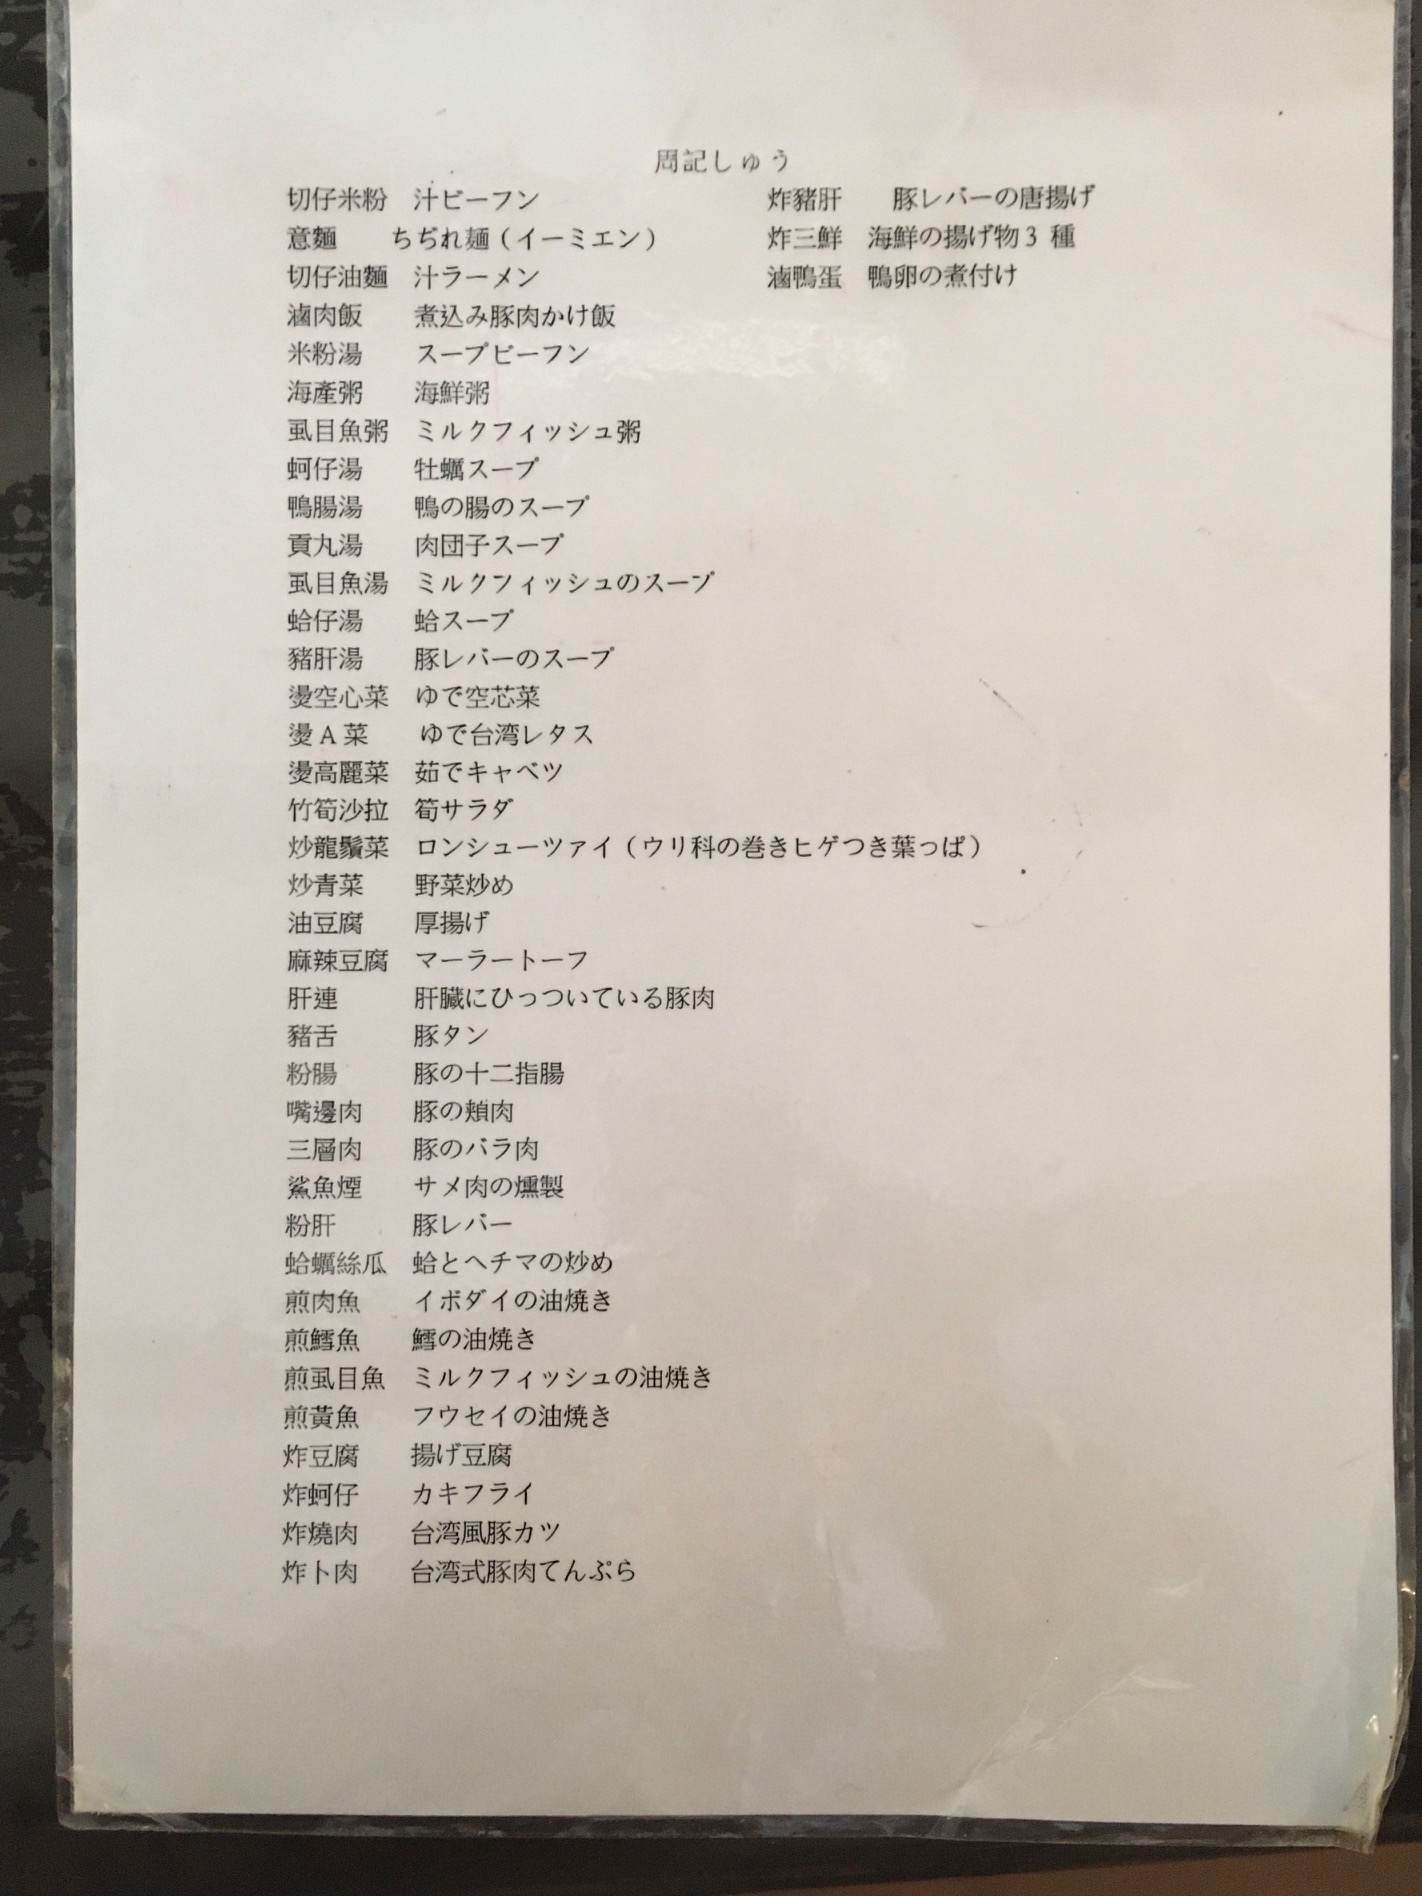 周記しゅう
切仔米粉　汁ビーフン
意麵　ちぢれ麺（イーミエン）
切仔油麵　汁ラーメン
滷肉飯　煮込み豚肉かけ飯
米粉湯　スープビーフン
海產粥　海鮮粥
虱目魚粥　ミルクフィッシュ粥
蚵仔湯　牡蠣スープ
鴨腸湯　鴨の腸のスープ
貢丸湯　肉団子スープ
虱目魚湯　ミルクフィッシュのスープ
蛤仔湯　蛤スープ
豬肝湯　豚レバーのスープ
燙空心菜　ゆで空芯菜
燙A菜　ゆで台湾レタス
燙高麗菜　茹でキャベツ
竹筍沙拉　筍サラダ
炒龍鬚菜　ロンシューツァイ（ウリ科の巻きヒゲつき葉っぱ）
炒青菜　野菜炒め
油豆腐　厚揚げ
麻辣豆腐　マーラートーフ
肝連　肝臓にひっついている豚肉
豬舌　豚タン
粉腸　豚の十二指腸
嘴邊肉　豚の頬肉
三層肉　豚のバラ肉
鯊魚煙　サメ肉の燻製
粉肝　豚レバー
蛤蠣絲瓜　蛤とヘチマの炒め
煎肉魚　イボダイの油焼き
煎鱈魚　鱈の油焼き
煎虱目魚　ミルクフィッシュの油焼き
煎黃魚　フウセイの油焼き
炸豆腐　揚げ豆腐
炸蚵仔　カキフライ
炸燒肉　台湾風豚カツ
炸卜肉　台湾式豚肉てんぷら
炸豬肝　豚レバーの唐揚げ
炸三鮮　海鮮の揚げ物3 種
滷鴨蛋　鴨卵の煮付け